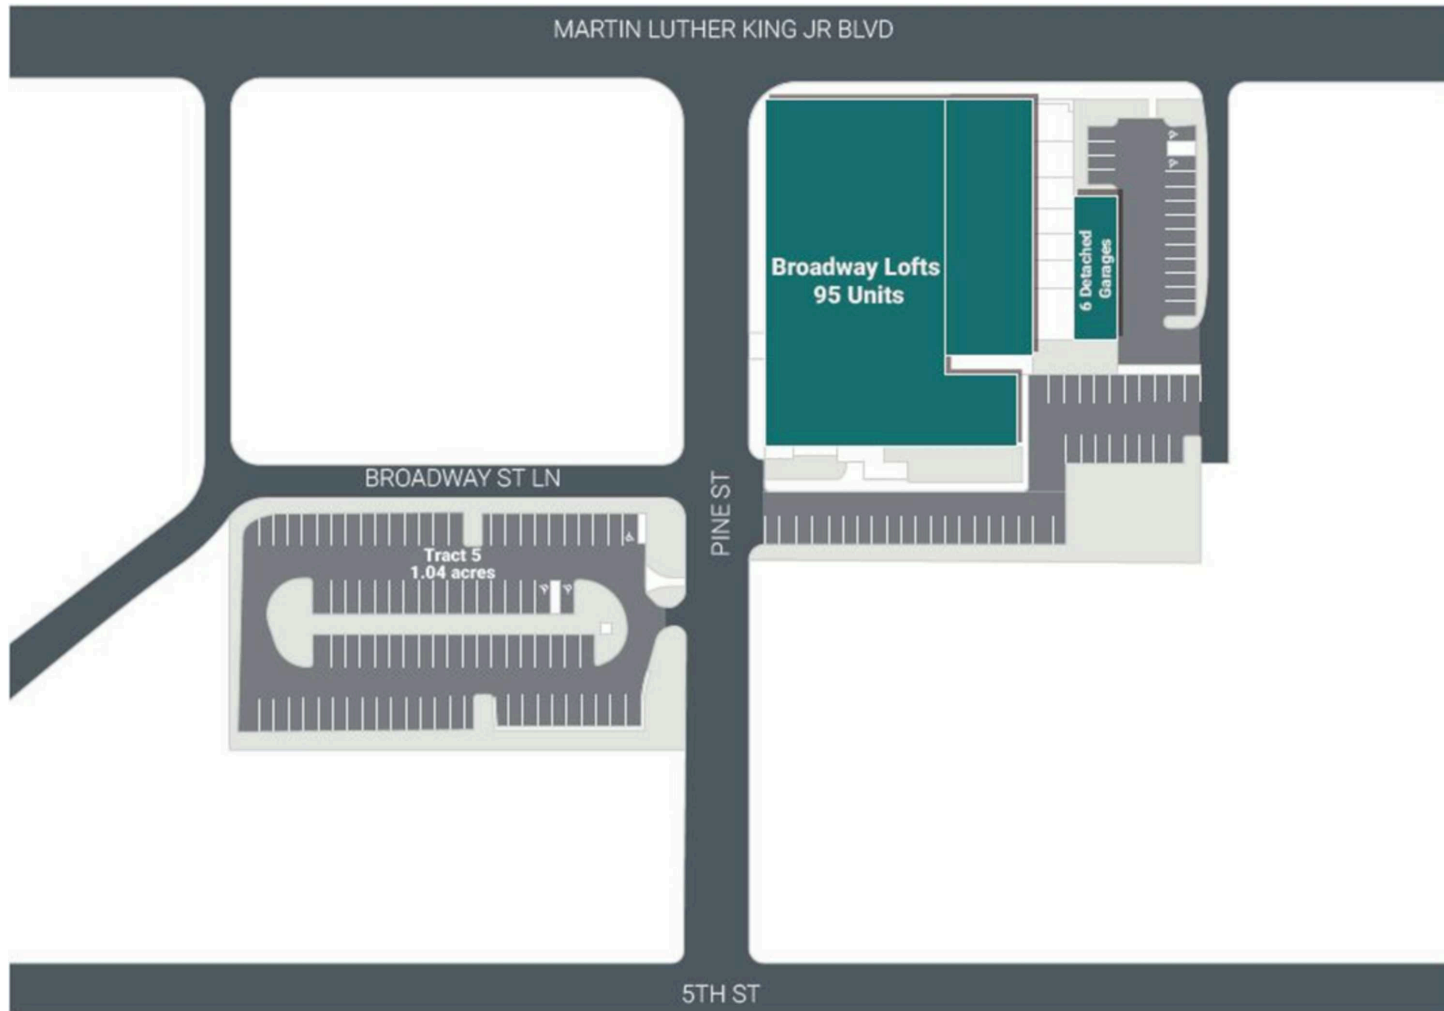 MARTIN LUTHER KING JR BLVD
Broadway Lofts
95 Units
6 Detached
Garages
BROADWAY ST LN
PINE ST
Tract 5
1.04 acres
5TH ST